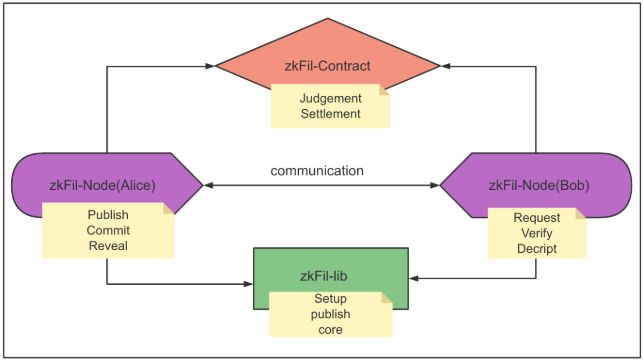 zkFil-Contract
Judgement
Settlement
zkFil-Node(Alice)
communication
zkFil-Node(Bob)
Publish
Commit
Reveal
Request
Verify
Decript
zkFil-lib
Setup
publish
core